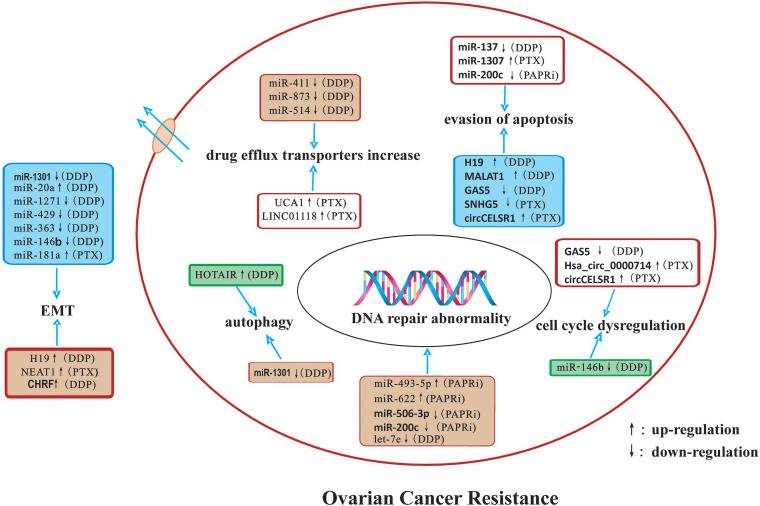 miR-137 ↓ (DDP)
miR-1307 ↑ (PTX)
miR-200c ↓ (PAPRi)
evasion of apoptosis
H19 ↑ (DDP)
MALAT1 ↑ (DDP)
GAS5 ↓ (DDP)
SNHG5 ↓ (PTX)
circCELSR1 ↑ (PTX)
miR-411 ↓ (DDP)
miR-873 ↓ (DDP)
miR-514 ↓ (DDP)
drug efflux transporters increase
UCA1 ↑ (PTX)
LINC01118 ↑ (PTX)
miR-1301 ↓ (DDP)
miR-20a ↑ (DDP)
miR-1271 ↓ (DDP)
miR-429 ↓ (DDP)
miR-363 ↓ (DDP)
miR-146b ↓ (DDP)
miR-181a ↑ (PTX)
EMT
H19 ↑ (DDP)
NEAT1 ↑ (PTX)
CHRF↑ (DDP)
HOTAIR ↑ (DDP)
autophagy
miR-1301 ↓ (DDP)
DNA repair abnormality
miR-493-5p ↑ (PAPRi)
miR-622 ↑ (PAPRi)
miR-506-3p ↓ (PAPRi)
miR-200c ↓ (PAPRi)
let-7e ↓ (DDP)
GAS5 ↓ (DDP)
Hsa_circ_0000714 ↑ (PTX)
circCELSR1 ↑ (PTX)
cell cycle dysregulation
miR-146b ↓ (DDP)
↑ : up-regulation
↓ : down-regulation
Ovarian Cancer Resistance